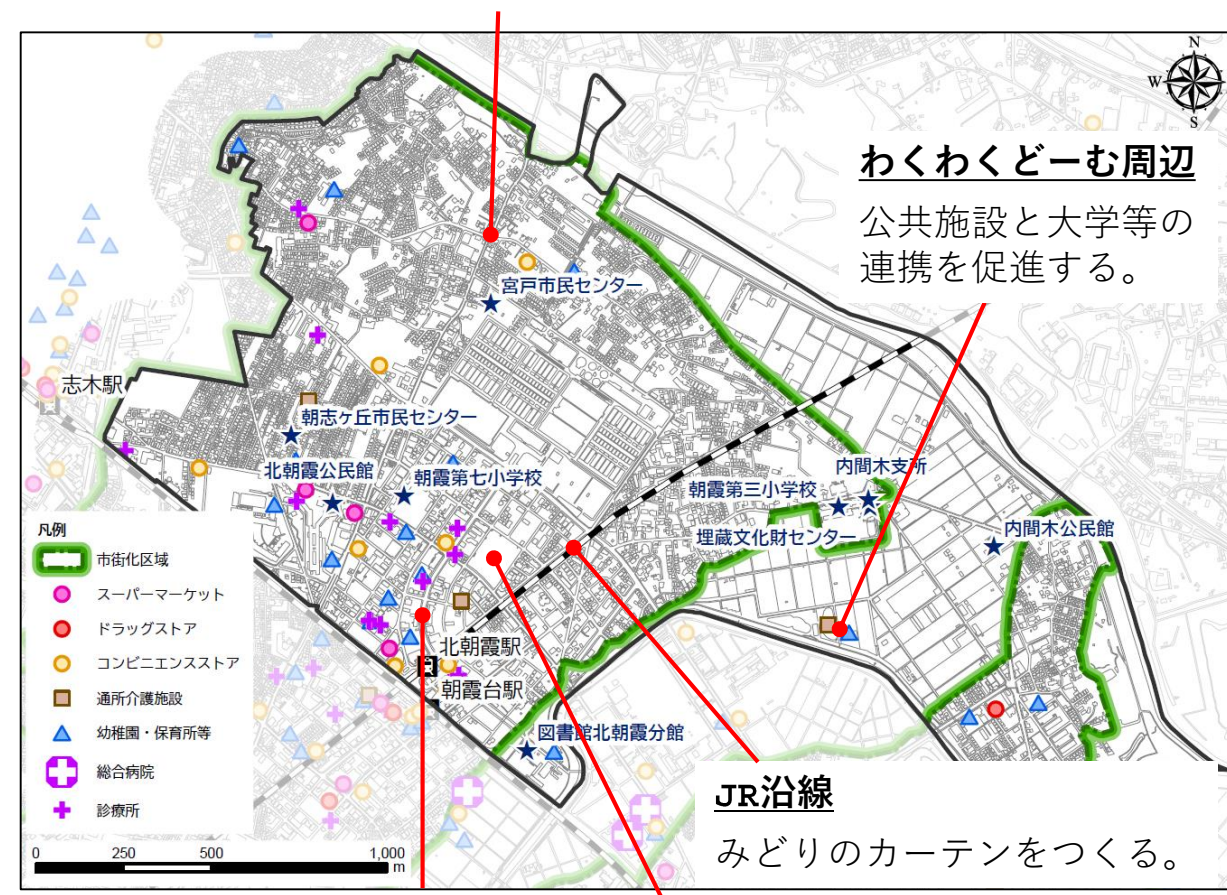 N
W
S
わくわくどーむ周辺
公共施設と大学等の
連携を促進する。
宮戸市民センター
志木駅
朝志ヶ丘市民センター
北朝霞公民館
朝霞第七小学校
内間木支所
朝霞第三小学校
埋蔵文化財センター
内間木公民館
北朝霞駅
朝霞台駅
図書館北朝霞分館
凡例
市街化区域
スーパーマーケット
ドラッグストア
コンビニエンスストア
通所介護施設
幼稚園・保育所等
総合病院
診療所
0 250 500 1,000
m
JR沿線
みどりのカーテンをつくる。